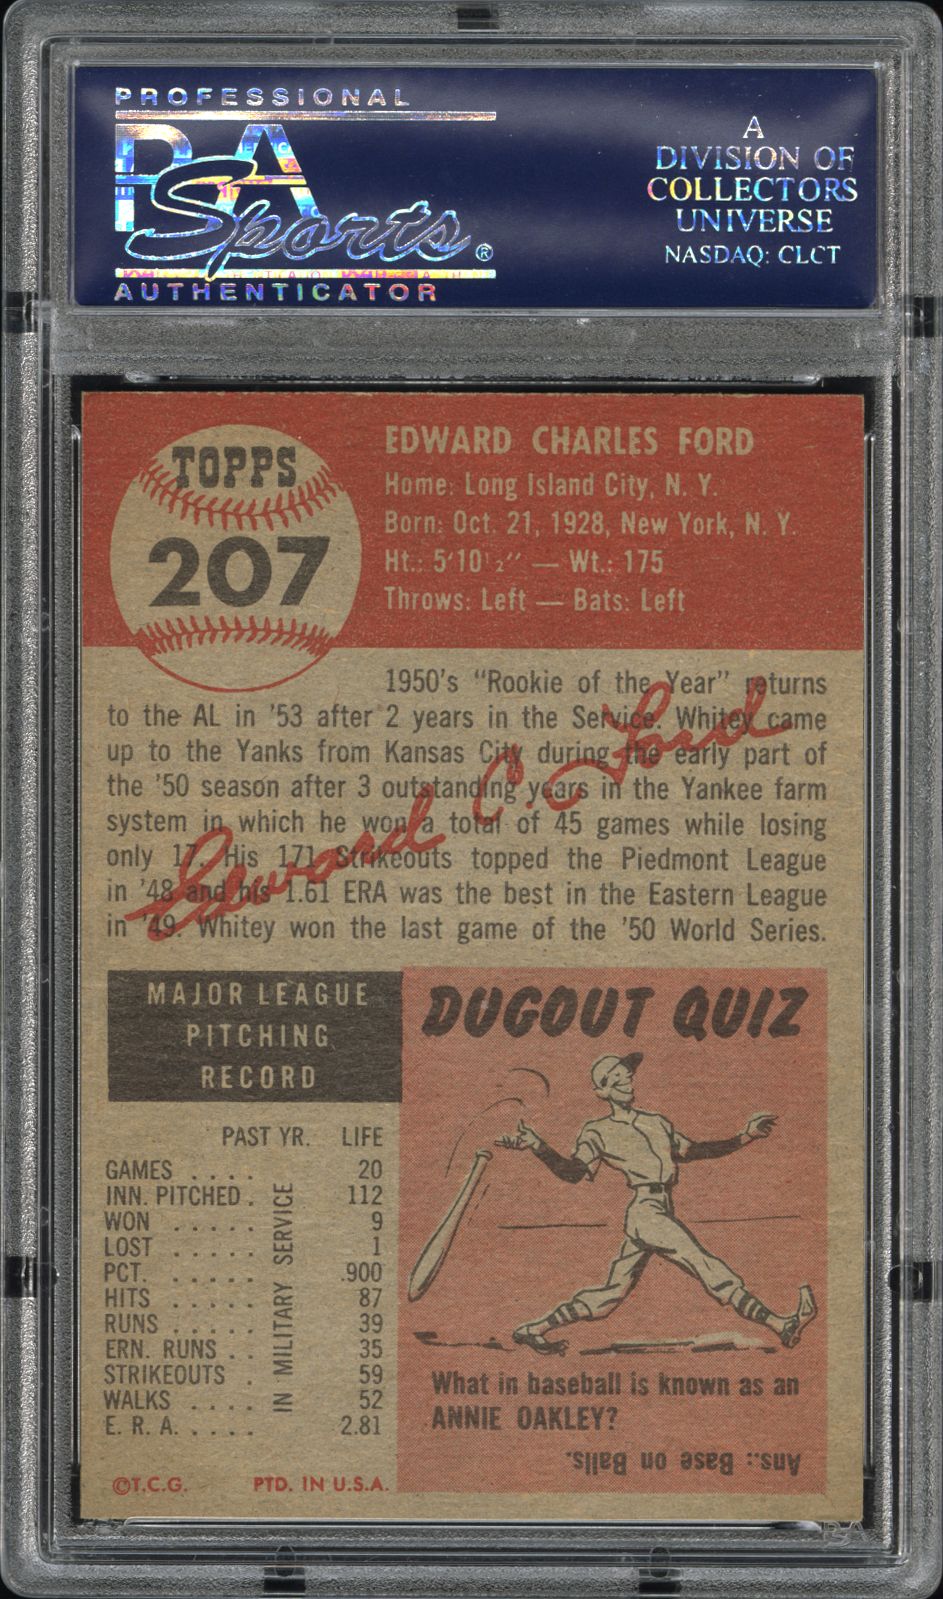 PROFESSIONAL
PSA
Sports®
AUTHENTICATOR
A
DIVISION OF
COLLECTORS
UNIVERSE
NASDAQ: CLCT
TOPPS
207
EDWARD CHARLES FORD
Home: Long Island City, N. Y.
Born: Oct. 21, 1928, New York, N. Y.
Ht.: 5'10½" — Wt.: 175
Throws: Left — Bats: Left
1950's "Rookie of the Year" returns
to the AL in '53 after 2 years in the Service. Whitey came
up to the Yanks from Kansas City during the early part of
the '50 season after 3 outstanding years in the Yankee farm
system in which he won a total of 45 games while losing
only 17. His 171 Strikeouts topped the Piedmont League
in '48 and his 1.61 ERA was the best in the Eastern League
in '49. Whitey won the last game of the '50 World Series.
Edward C. Ford
MAJOR LEAGUE
PITCHING
RECORD
PAST YR. LIFE
GAMES . . . . 20
INN. PITCHED . 112
WON . . . . . 9
LOST . . . . . 1
PCT. . . . . . .900
HITS . . . . . 87
RUNS . . . . . 39
ERN. RUNS . . 35
STRIKEOUTS . 59
WALKS . . . . 52
E. R. A. . . . . 2.81
IN MILITARY SERVICE
©T.C.G. PTD. IN U.S.A.
DUGOUT QUIZ
What in baseball is known as an
ANNIE OAKLEY?
Ans.: Base on Balls.